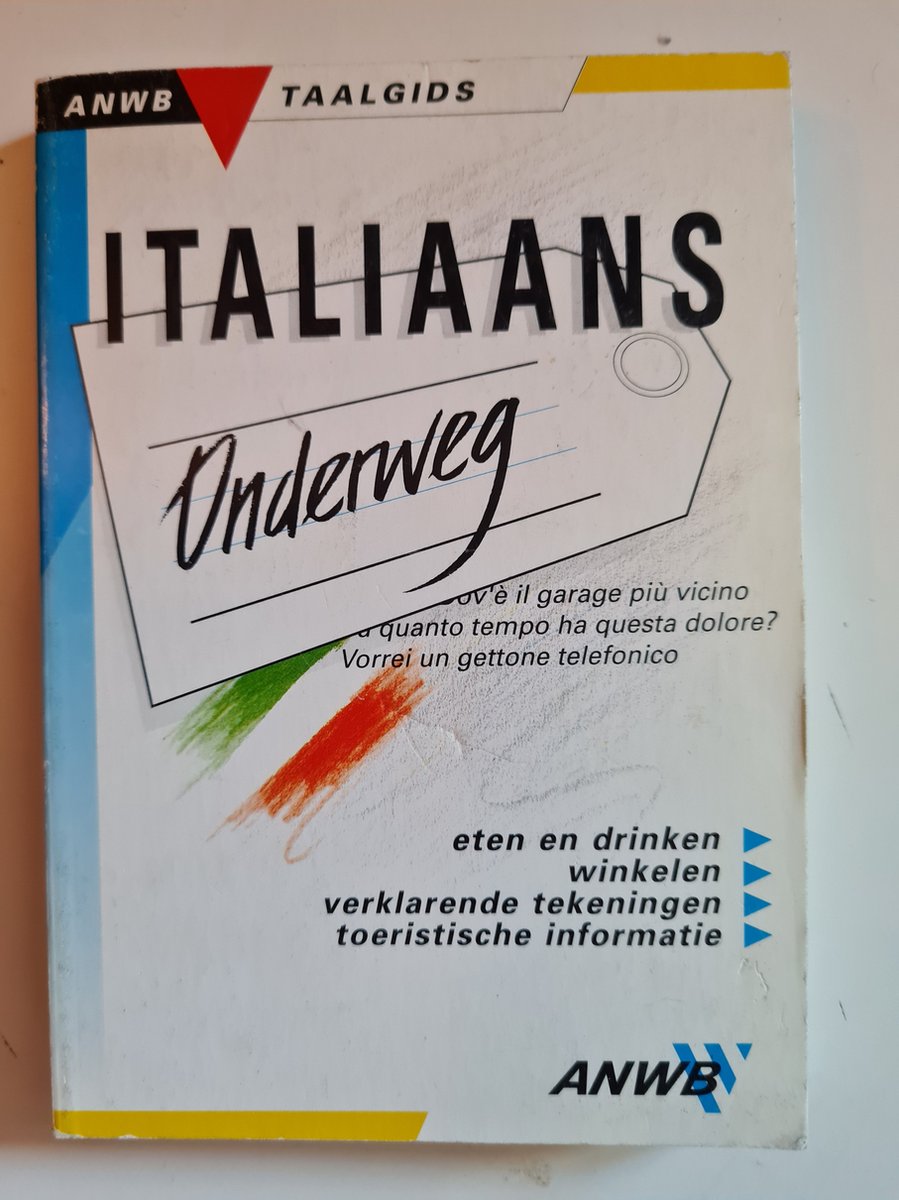 ANWB TAALGIDS
ITALIAANS
Onderweg
ov'è il garage più vicino
quanto tempo ha questa dolore?
Vorrei un gettone telefonico
eten en drinken
winkelen
verklarende tekeningen
toeristische informatie
ANWB